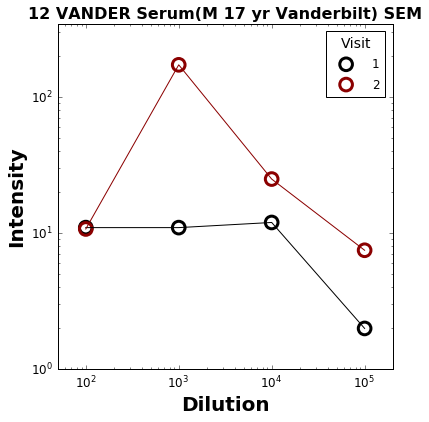 12 VANDER Serum(M 17 yr Vanderbilt) SEM
Visit
1
2
Intensity
10²
10¹
10⁰
10² 10³ 10⁴ 10⁵
Dilution